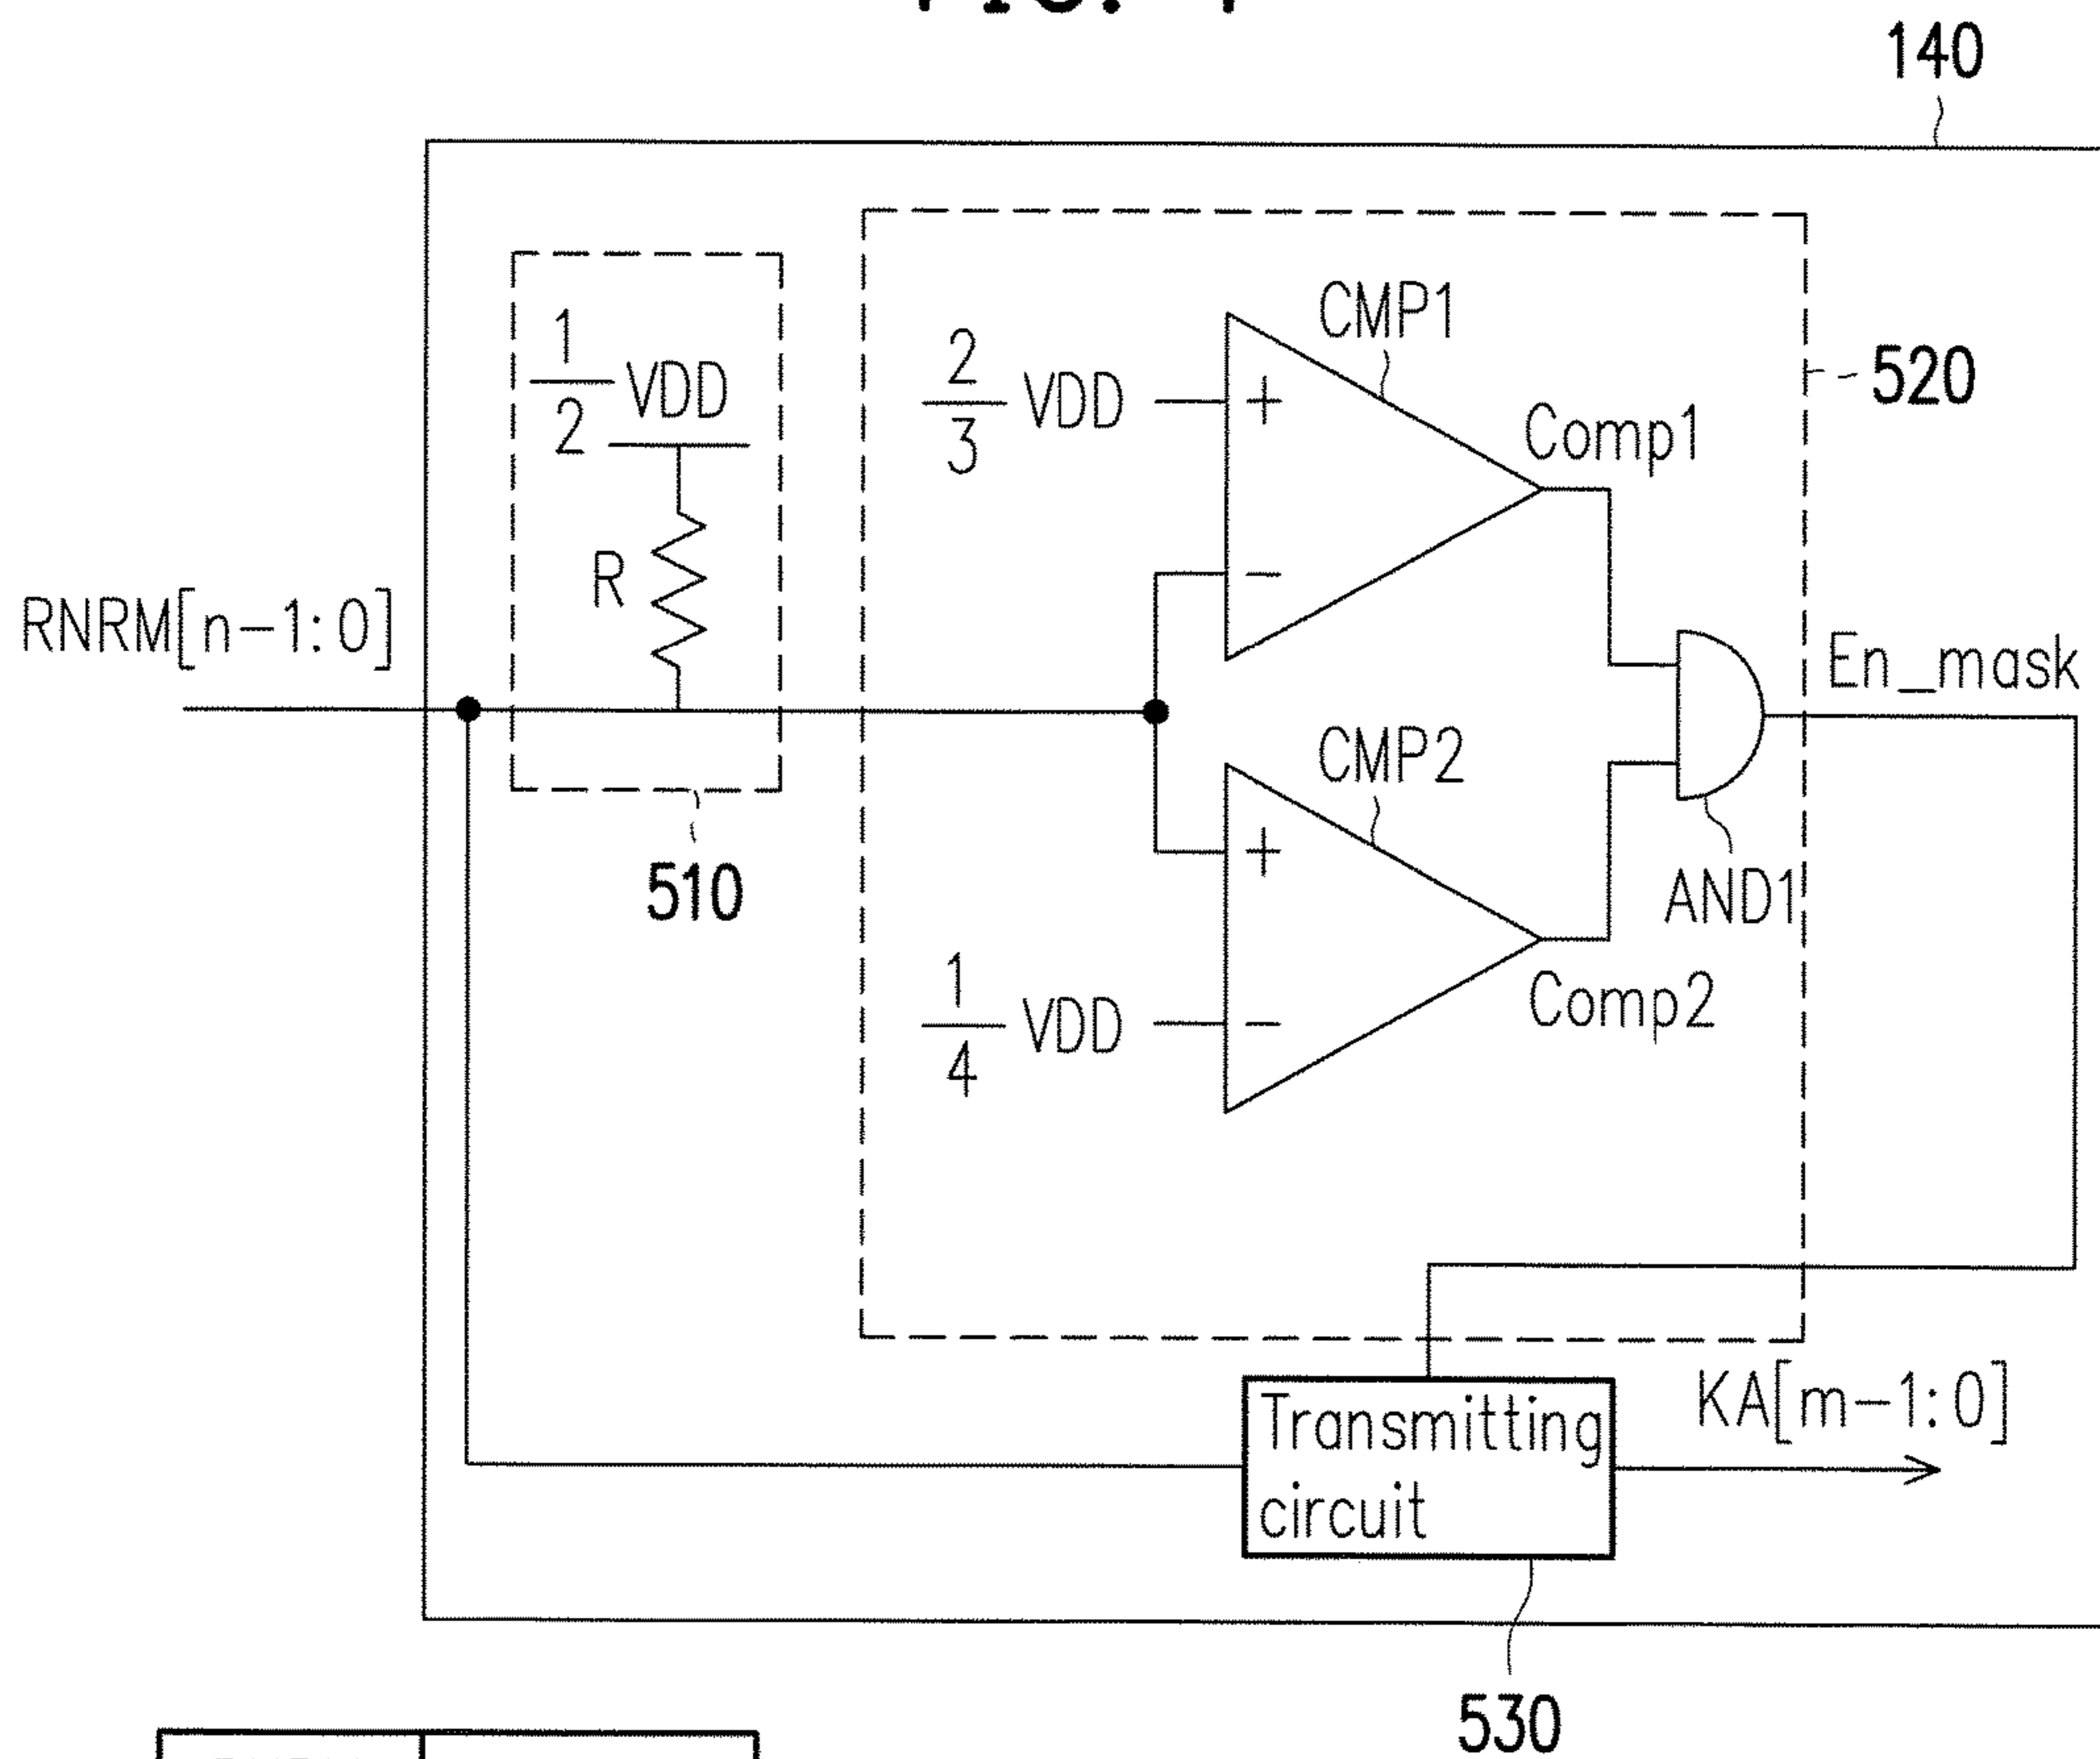 140
1/2 VDD
R
510
2/3 VDD
+
−
CMP1
Comp1
520
RNRM[n-1:0]
En_mask
CMP2
+
−
1/4 VDD
Comp2
AND1
Transmitting
circuit
KA[m-1:0]
530